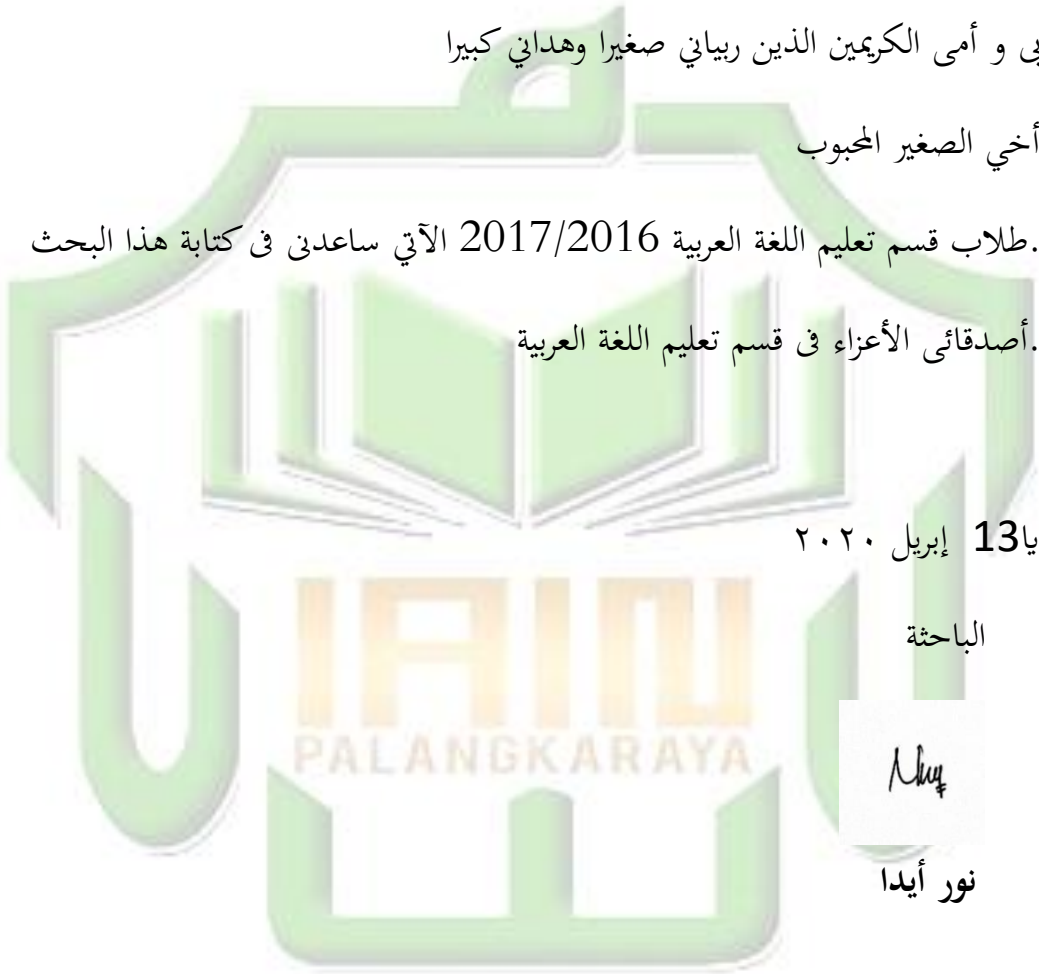 بى و أمى الكريمين الذين ربياني صغيرا وهداني كبيرا
أخي الصغير المحبوب
.طلاب قسم تعليم اللغة العربية 2017/2016 الآتي ساعدنى فى كتابة هذا البحث
.أصدقائى الأعزاء فى قسم تعليم اللغة العربية
يا13 إبريل ٢٠٢٠
الباحثة
IAIN
PALANGKARAYA
نور أيدا